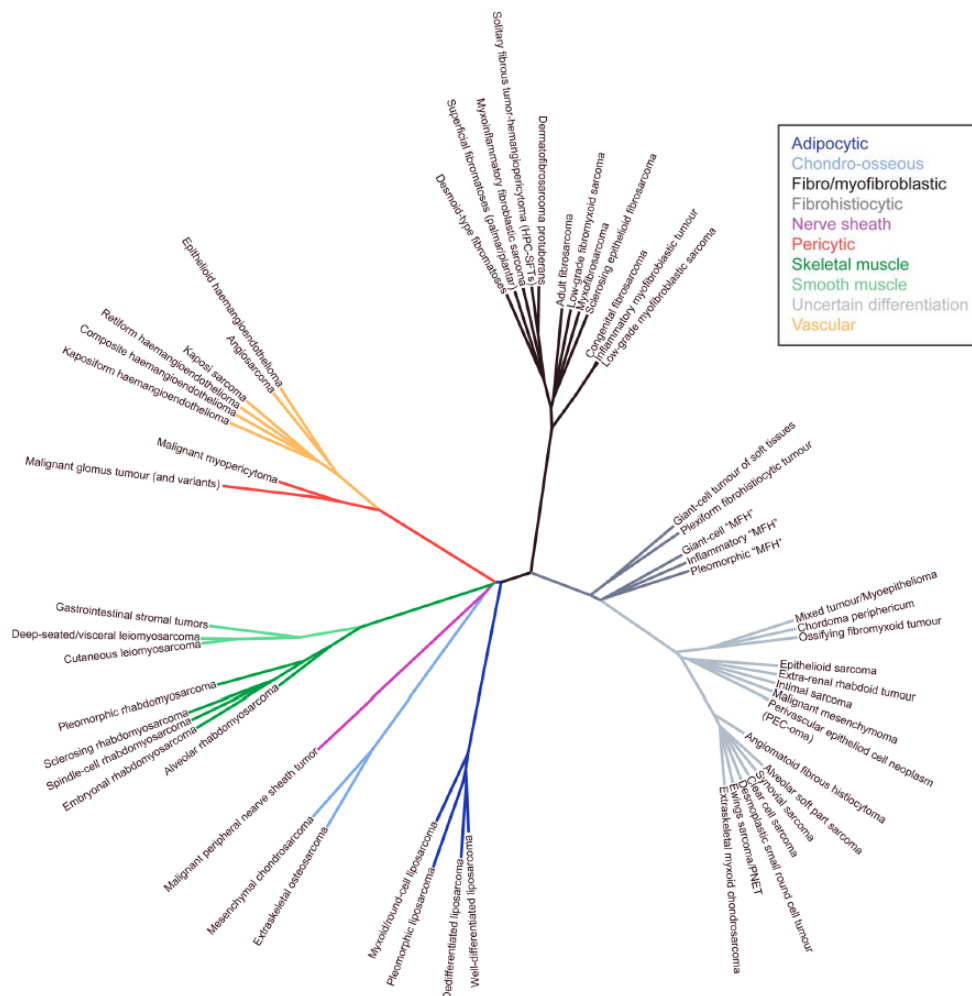 Adipocytic
Chondro-osseous
Fibro/myofibroblastic
Fibrohistiocytic
Nerve sheath
Pericytic
Skeletal muscle
Smooth muscle
Uncertain differentiation
Vascular
Desmoid-type fibromatoses
Superficial fibromatoses (palmar/plantar)
Myxoinflammatory fibroblastic sarcoma
Solitary fibrous tumor-hemangiopericytoma (HPC-SFTs)
Dermatofibrosarcoma protuberans
Adult fibrosarcoma
Low-grade fibromyxoid sarcoma
Myxofibrosarcoma
Sclerosing epithelioid fibrosarcoma
Congenital fibrosarcoma
Inflammatory myofibroblastic tumour
Low-grade myofibroblastic sarcoma
Giant-cell tumour of soft tissues
Plexiform fibrohistiocytic tumour
Giant-cell "MFH"
Inflammatory "MFH"
Pleomorphic "MFH"
Mixed tumour/Myoepithelioma
Chordoma periphericum
Ossifying fibromyxoid tumour
Epithelioid sarcoma
Extra-renal rhabdoid tumour
Intimal sarcoma
Malignant mesenchymoma
Perivascular epitheliod cell neoplasm
(PEC-oma)
Angiomatoid fibrous histiocytoma
Alveolar soft part sarcoma
Synovial sarcoma
Clear cell sarcoma
Desmoplastic small round cell tumour
Ewings sarcoma/PNET
Extraskeletal myxoid chondrosarcoma
Well-differentiated liposarcoma
Dedifferentiated liposarcoma
Pleomorphic liposarcoma
Myxoid/round-cell liposarcoma
Extraskeletal osteosarcoma
Mesenchymal chondrosarcoma
Malignant peripheral nearve sheath tumor
Alveolar rhabdomyosarcoma
Embryonal rhabdomyosarcoma
Spindle-cell rhabdomyosarcoma
Sclerosing rhabdomyosarcoma
Pleomorphic rhabdomyosarcoma
Cutaneous leiomyosarcoma
Deep-seated/visceral leiomyosarcoma
Gastrointestinal stromal tumors
Malignant glomus tumour (and variants)
Malignant myopericytoma
Kaposiform haemangioendothelioma
Composite haemangioendothelioma
Retiform haemangioendothelioma
Kaposi sarcoma
Angiosarcoma
Epithelioid haemangioendothelioma